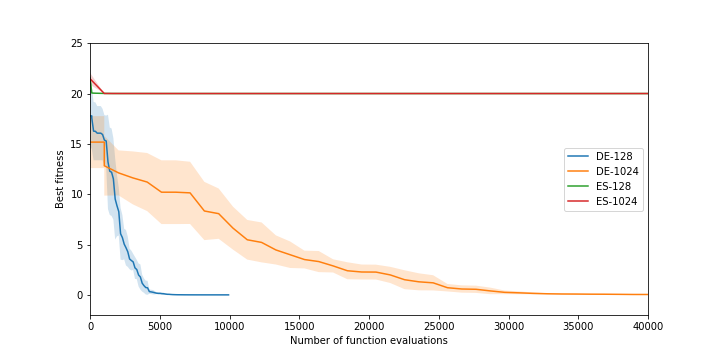 25
20
15
10
5
0
Best fitness
DE-128
DE-1024
ES-128
ES-1024
0 5000 10000 15000 20000 25000 30000 35000 40000
Number of function evaluations